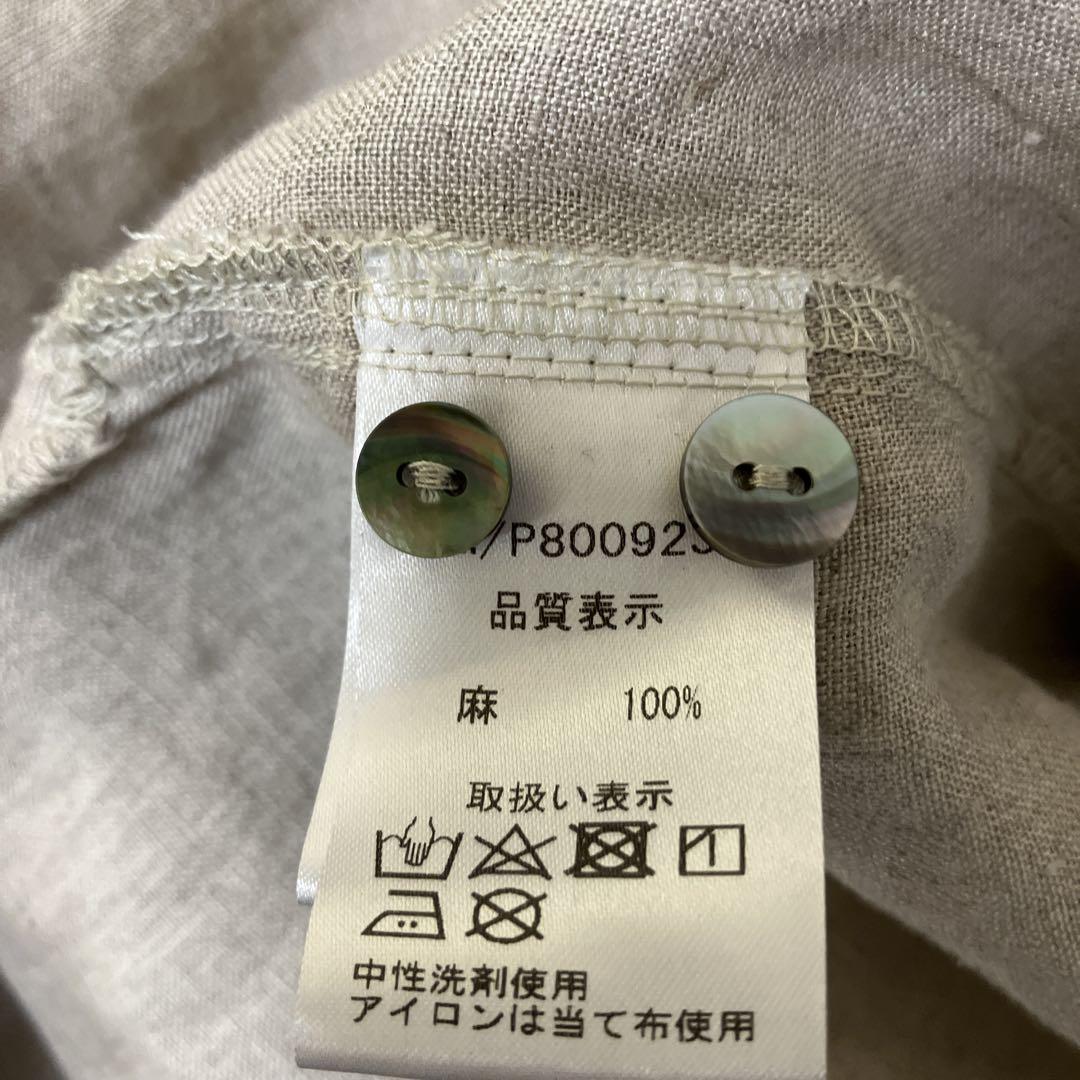 /P80092
品質表示
麻 100%
取扱い表示
中性洗剤使用
アイロンは当て布使用